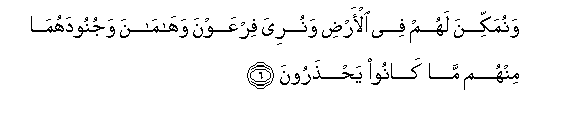 وَنُمَكِّنَ لَهُمْ فِى ٱلْأَرْضِ وَنُرِىَ فِرْعَوْنَ وَهَـٰمَـٰنَ وَجُنُودَهُمَا
مِنْهُم مَّا كَانُوا۟ يَحْذَرُونَ ۝٦